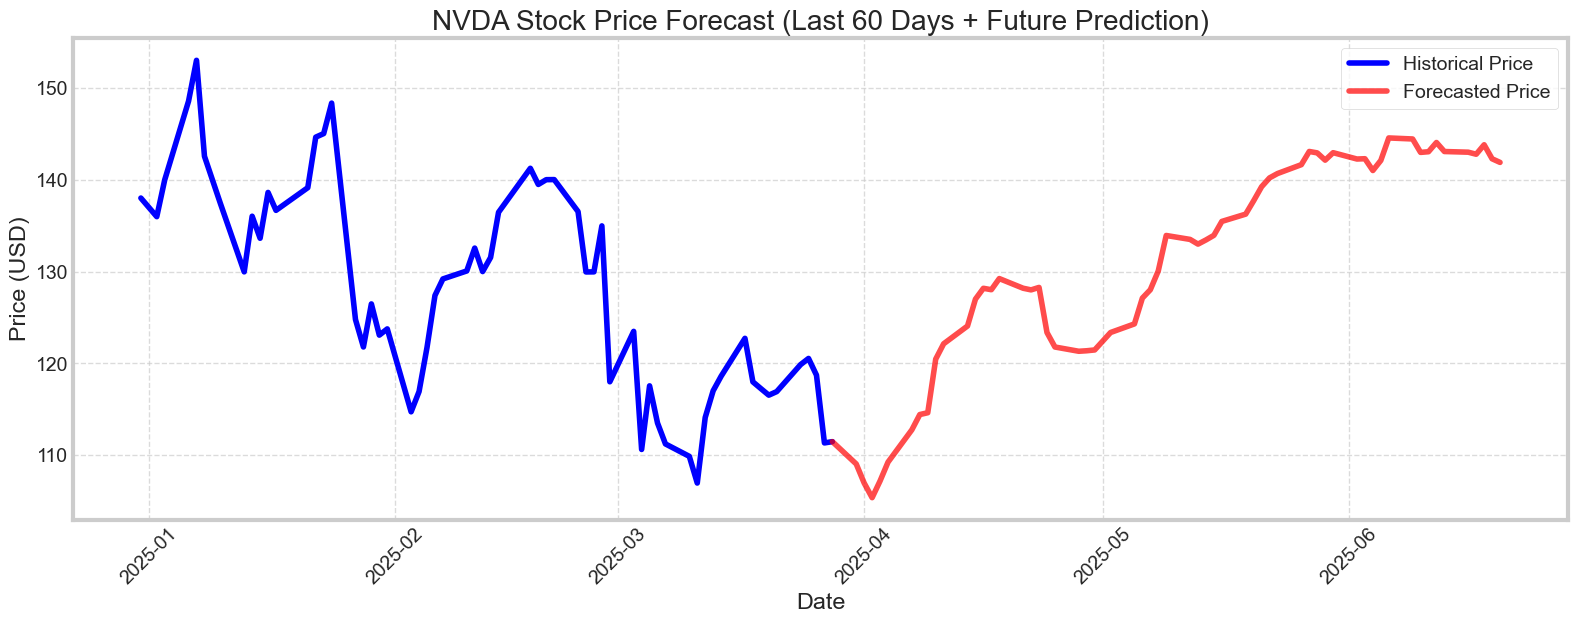 NVDA Stock Price Forecast (Last 60 Days + Future Prediction)
Historical Price
Forecasted Price
Price (USD)
150
140
130
120
110
2025-01
2025-02
2025-03
2025-04
2025-05
2025-06
Date